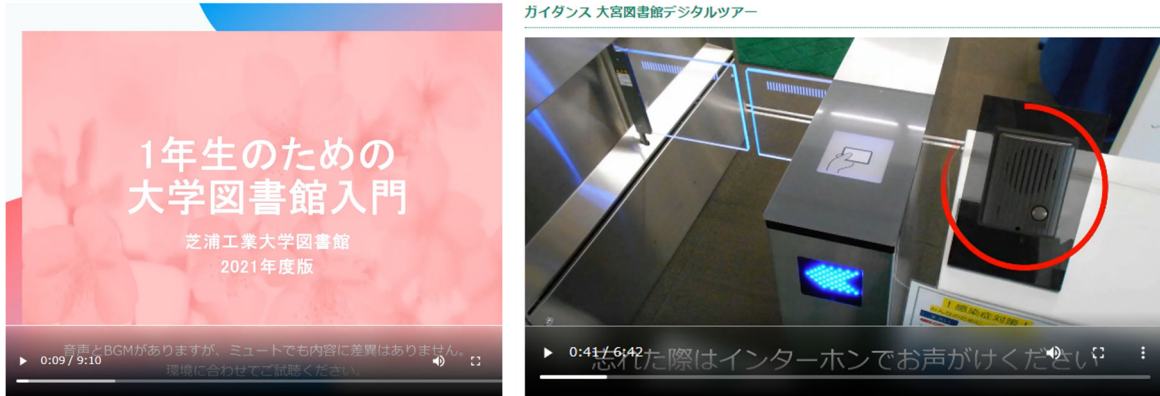 1年生のための
大学図書館入門
芝浦工業大学図書館
2021年度版
音声とBGMがありますが、ミュートでも内容に差異はありません。
環境に合わせてご試聴ください。
0:09 / 9:10
ガイダンス 大宮図書館デジタルツアー
！感染症対策！
忘れた際はインターホンでお声がけください
0:41 / 6:42